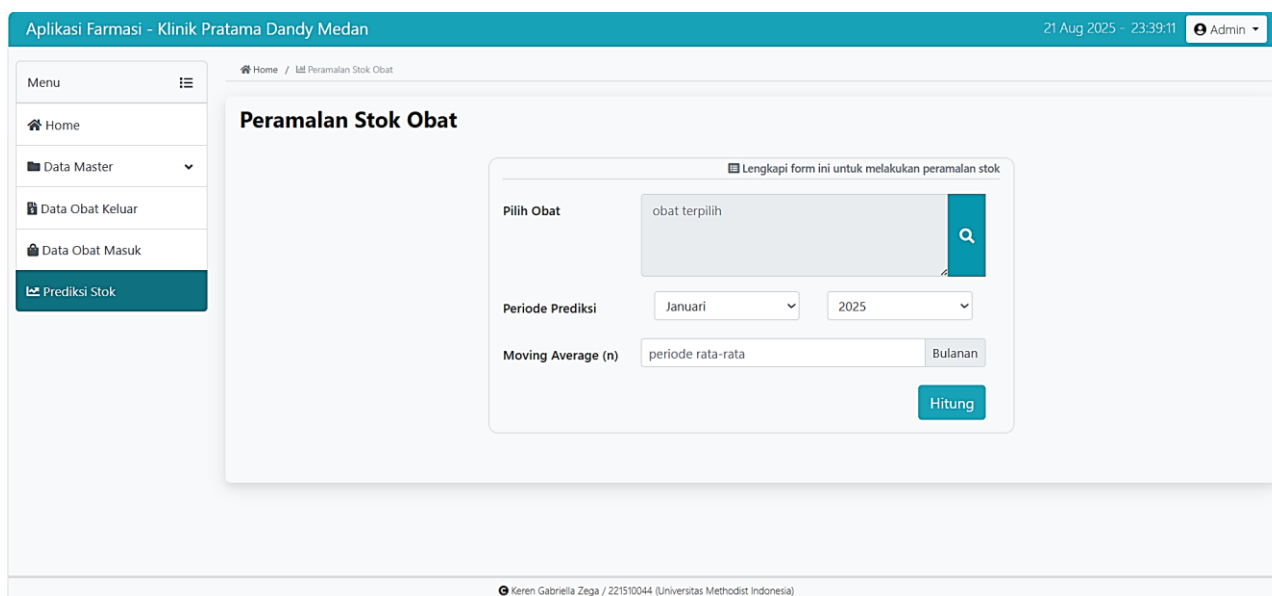 Aplikasi Farmasi - Klinik Pratama Dandy Medan
21 Aug 2025 - 23:39:11
Admin
Menu
Home
Data Master
Data Obat Keluar
Data Obat Masuk
Prediksi Stok
Home / Peramalan Stok Obat
Peramalan Stok Obat
Lengkapi form ini untuk melakukan peramalan stok
Pilih Obat
obat terpilih
Periode Prediksi
Januari
2025
Moving Average (n)
periode rata-rata
Bulanan
Hitung
Keren Gabriella Zega / 221510044 (Universitas Methodist Indonesia)